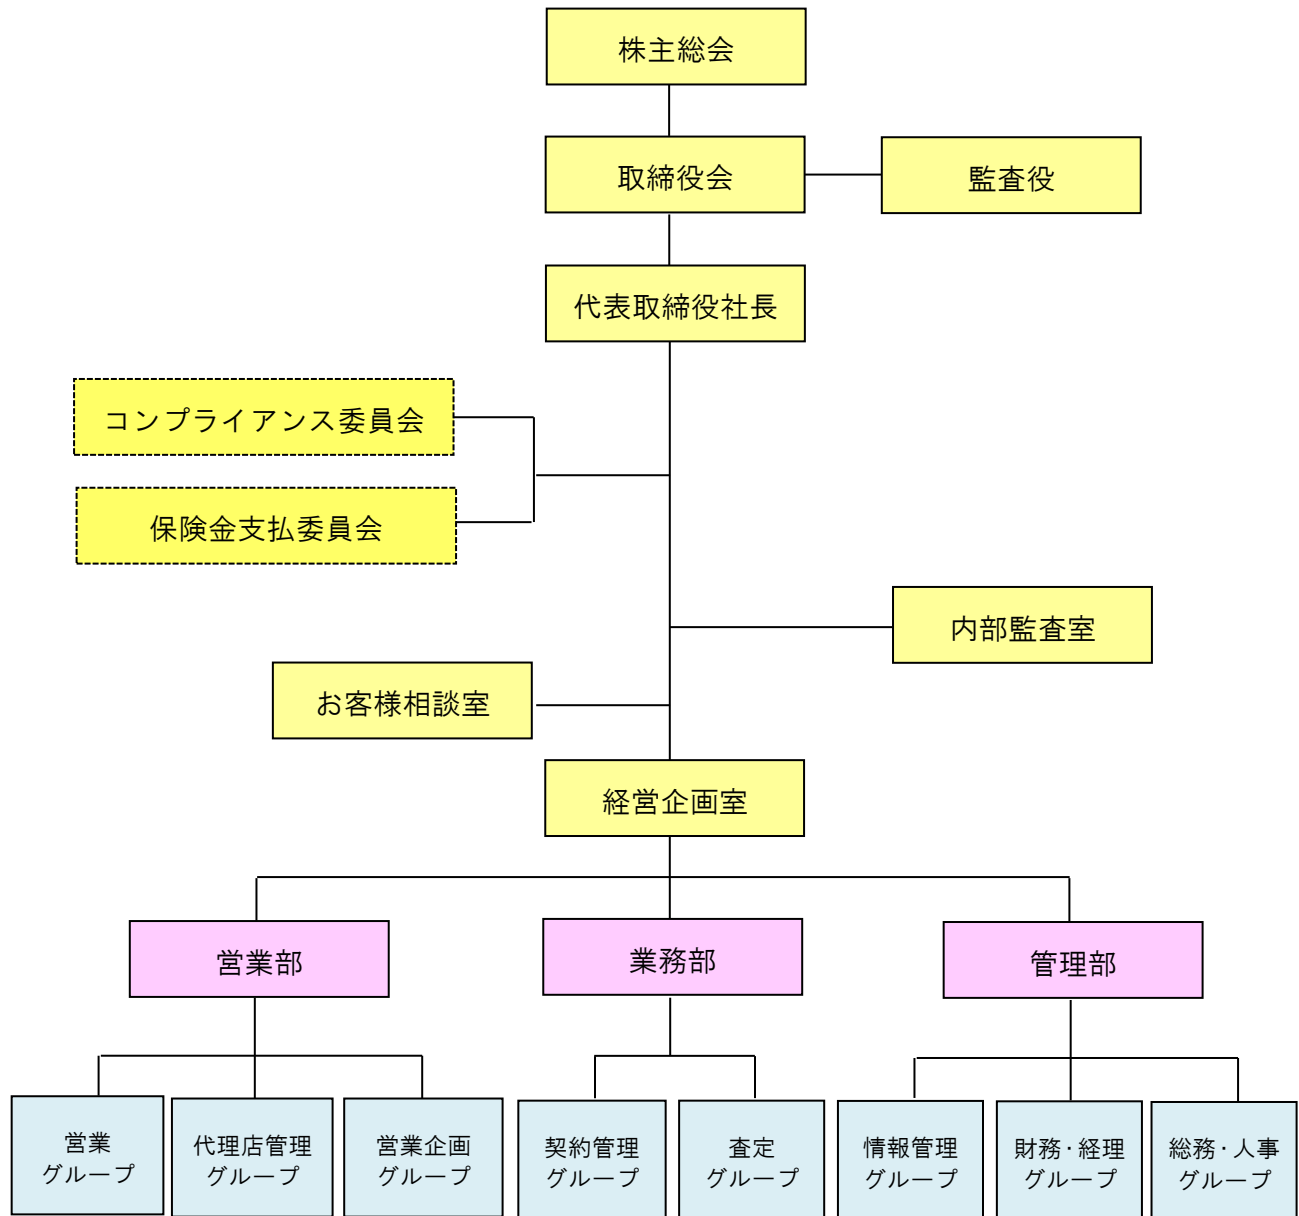 株主総会
取締役会
監査役
代表取締役社長
コンプライアンス委員会
保険金支払委員会
内部監査室
お客様相談室
経営企画室
営業部
業務部
管理部
営業
グループ
代理店管理
グループ
営業企画
グループ
契約管理
グループ
査定
グループ
情報管理
グループ
財務・経理
グループ
総務・人事
グループ